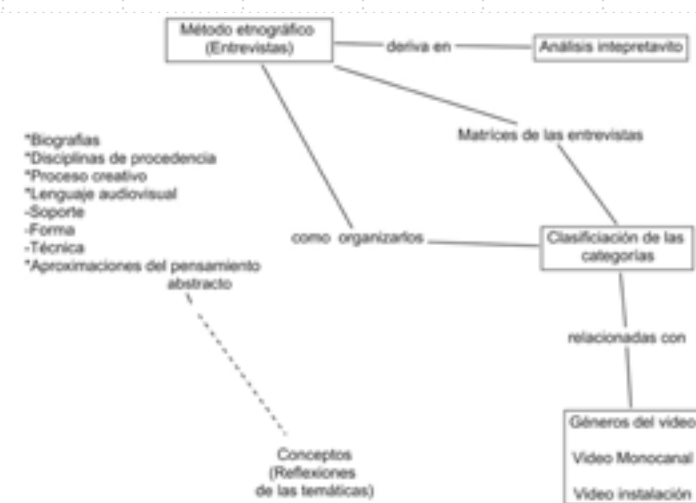 Método etnográfico
(Entrevistas)
deriva en
Análisis intepretavito
Matríces de las entrevistas
*Biografias
*Disciplinas de procedencia
*Proceso creativo
*Lenguaje audiovisual
-Soporte
-Forma
-Técnica
*Aproximaciones del pensamiento
abstracto
como organizarlos
Clasificiación de las
categorías
relacionadas con
Géneros del video
Video Monocanal
Video instalación
Conceptos
(Reflexiones
de las temáticas)